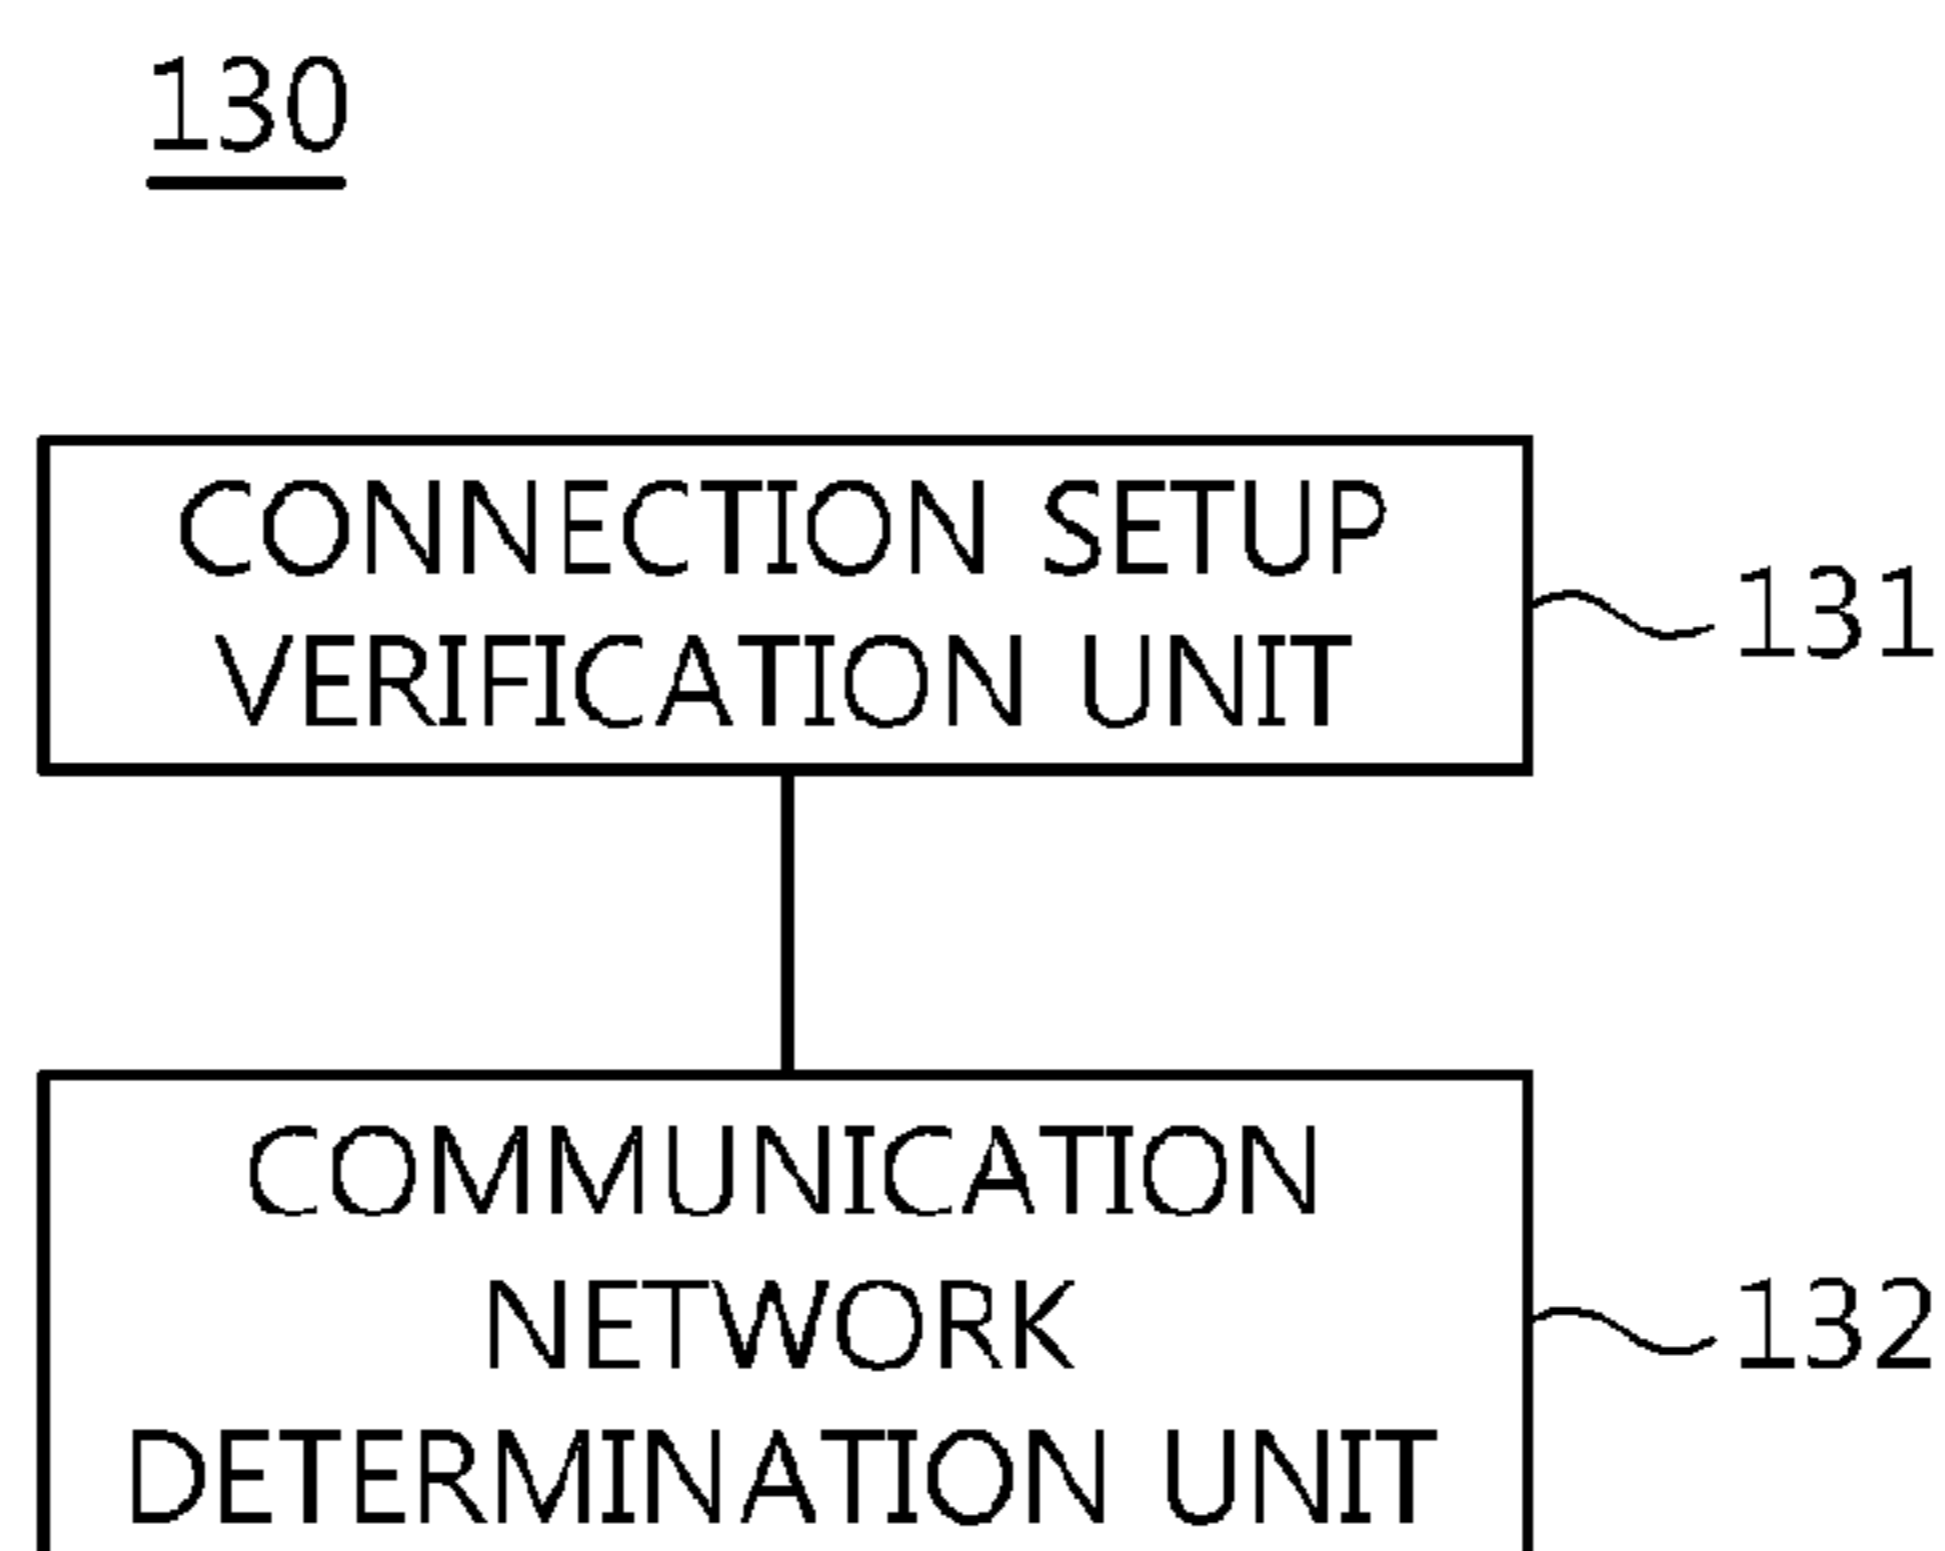 130
CONNECTION SETUP
VERIFICATION UNIT
131
COMMUNICATION
NETWORK
DETERMINATION UNIT
132